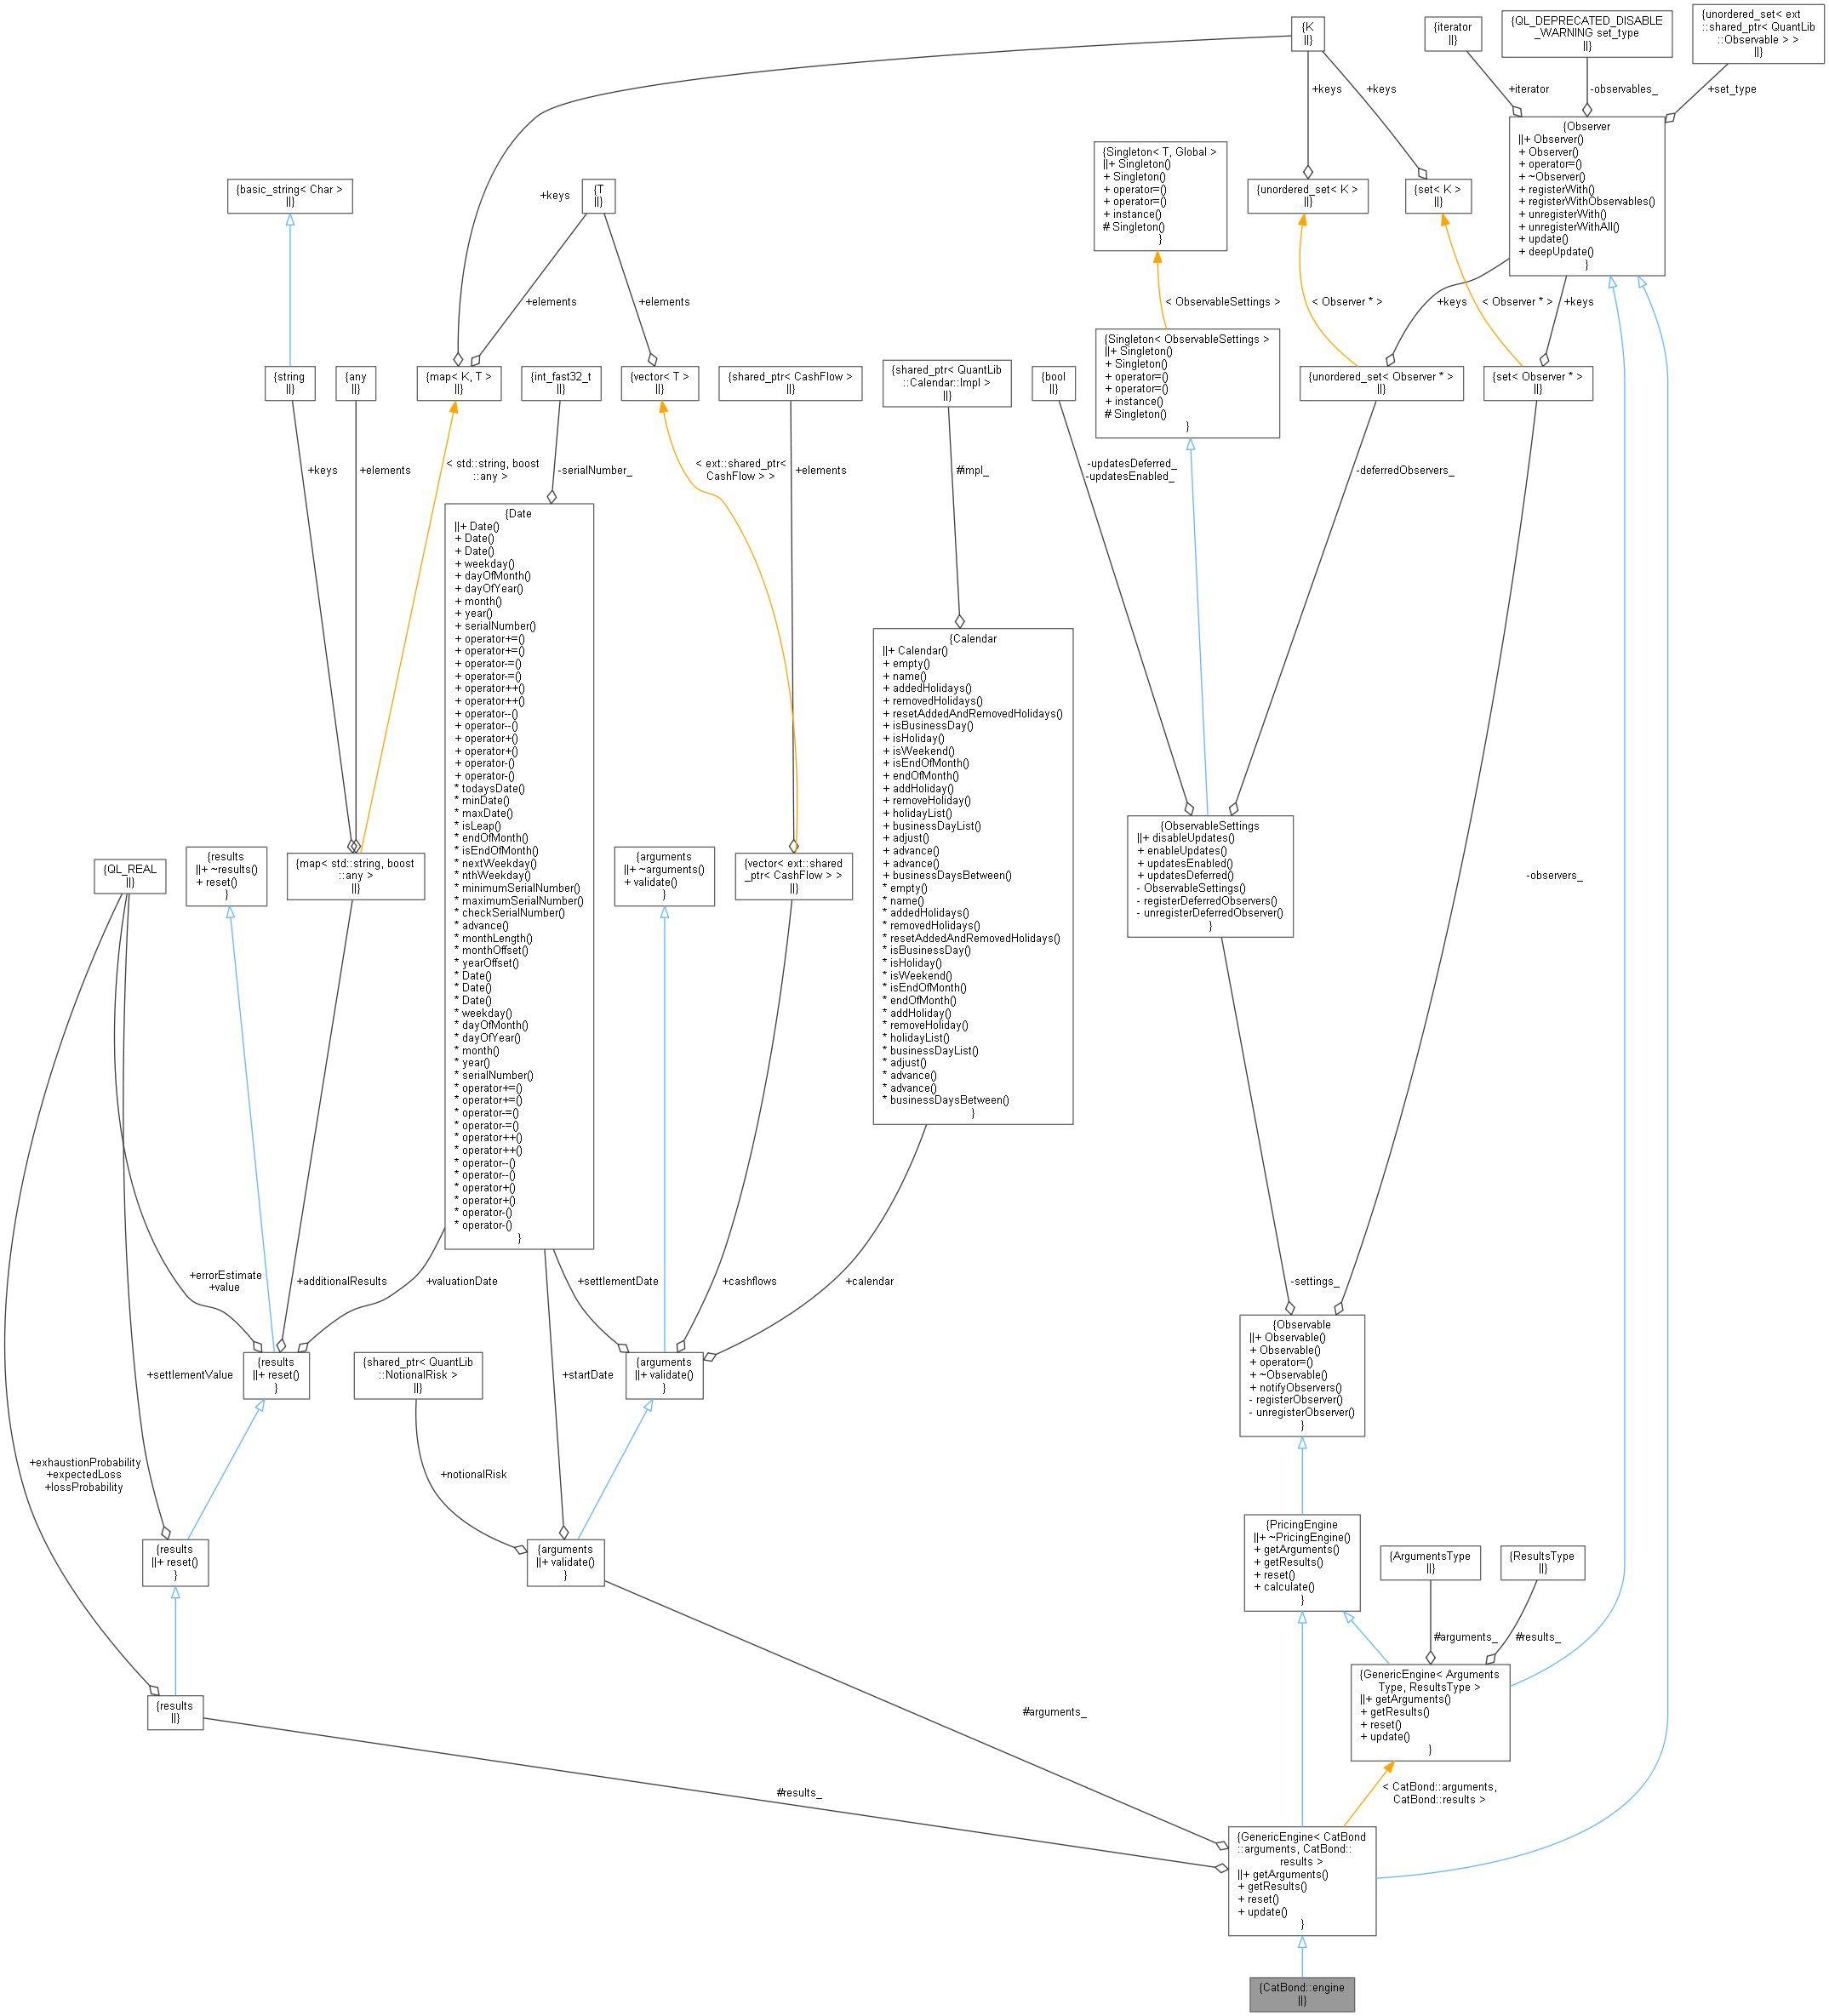 {K
||}
{iterator
||}
{QL_DEPRECATED_DISABLE
_WARNING set_type
||}
{unordered_set< ext
::shared_ptr< QuantLib
::Observable > >
||}
+keys
+keys
+iterator
-observables_
+set_type
{Observer
||+ Observer()
+ Observer()
+ operator=()
+ ~Observer()
+ registerWith()
+ registerWithObservables()
+ unregisterWith()
+ unregisterWithAll()
+ update()
+ deepUpdate()
}
{Singleton< T, Global >
||+ Singleton()
+ Singleton()
+ operator=()
+ operator=()
+ instance()
# Singleton()
}
{basic_string< Char >
||}
+keys
{T
||}
{unordered_set< K >
||}
{set< K >
||}
+elements
+elements
< ObservableSettings >
< Observer * >
+keys
< Observer * >
+keys
{Singleton< ObservableSettings >
||+ Singleton()
+ Singleton()
+ operator=()
+ operator=()
+ instance()
# Singleton()
}
{string
||}
{any
||}
{map< K, T >
||}
{int_fast32_t
||}
{vector< T >
||}
{shared_ptr< CashFlow >
||}
{shared_ptr< QuantLib
::Calendar::Impl >
||}
{bool
||}
{unordered_set< Observer * >
||}
{set< Observer * >
||}
+keys
+elements
< std::string, boost
::any >
-serialNumber_
< ext::shared_ptr<
CashFlow > >
+elements
#impl_
-updatesDeferred_
-updatesEnabled_
-deferredObservers_
{Date
||+ Date()
+ Date()
+ Date()
+ weekday()
+ dayOfMonth()
+ dayOfYear()
+ month()
+ year()
+ serialNumber()
+ operator+=()
+ operator+=()
+ operator-=()
+ operator-=()
+ operator++()
+ operator++()
+ operator--()
+ operator--()
+ operator+()
+ operator+()
+ operator-()
+ operator-()
* todaysDate()
* minDate()
* maxDate()
* isLeap()
* endOfMonth()
* isEndOfMonth()
* nextWeekday()
* nthWeekday()
* minimumSerialNumber()
* maximumSerialNumber()
* checkSerialNumber()
* advance()
* monthLength()
* monthOffset()
* yearOffset()
* Date()
* Date()
* Date()
* weekday()
* dayOfMonth()
* dayOfYear()
* month()
* year()
* serialNumber()
* operator+=()
* operator+=()
* operator-=()
* operator-=()
* operator++()
* operator++()
* operator--()
* operator--()
* operator+()
* operator+()
* operator-()
* operator-()
}
{Calendar
||+ Calendar()
+ empty()
+ name()
+ addedHolidays()
+ removedHolidays()
+ resetAddedAndRemovedHolidays()
+ isBusinessDay()
+ isHoliday()
+ isWeekend()
+ isEndOfMonth()
+ endOfMonth()
+ addHoliday()
+ removeHoliday()
+ holidayList()
+ businessDayList()
+ adjust()
+ advance()
+ advance()
+ businessDaysBetween()
* empty()
* name()
* addedHolidays()
* removedHolidays()
* resetAddedAndRemovedHolidays()
* isBusinessDay()
* isHoliday()
* isWeekend()
* isEndOfMonth()
* endOfMonth()
* addHoliday()
* removeHoliday()
* holidayList()
* businessDayList()
* adjust()
* advance()
* advance()
* businessDaysBetween()
}
{QL_REAL
||}
{results
||+ ~results()
+ reset()
}
{map< std::string, boost
::any >
||}
{arguments
||+ ~arguments()
+ validate()
}
{vector< ext::shared
_ptr< CashFlow > >
||}
{ObservableSettings
||+ disableUpdates()
+ enableUpdates()
+ updatesEnabled()
+ updatesDeferred()
- ObservableSettings()
- registerDeferredObservers()
- unregisterDeferredObserver()
}
-observers_
+errorEstimate
+value
+additionalResults
+valuationDate
+settlementDate
+cashflows
+calendar
-settings_
{Observable
||+ Observable()
+ Observable()
+ operator=()
+ ~Observable()
+ notifyObservers()
- registerObserver()
- unregisterObserver()
}
+settlementValue
{results
||+ reset()
}
{shared_ptr< QuantLib
::NotionalRisk >
||}
+startDate
{arguments
||+ validate()
}
+exhaustionProbability
+expectedLoss
+lossProbability
+notionalRisk
{results
||+ reset()
}
{arguments
||+ validate()
}
{PricingEngine
||+ ~PricingEngine()
+ getArguments()
+ getResults()
+ reset()
+ calculate()
}
{ArgumentsType
||}
{ResultsType
||}
#arguments_
#results_
{results
||}
#arguments_
{GenericEngine< Arguments
Type, ResultsType >
||+ getArguments()
+ getResults()
+ reset()
+ update()
}
#results_
< CatBond::arguments,
CatBond::results >
{GenericEngine< CatBond
::arguments, CatBond::
results >
||+ getArguments()
+ getResults()
+ reset()
+ update()
}
{CatBond::engine
||}